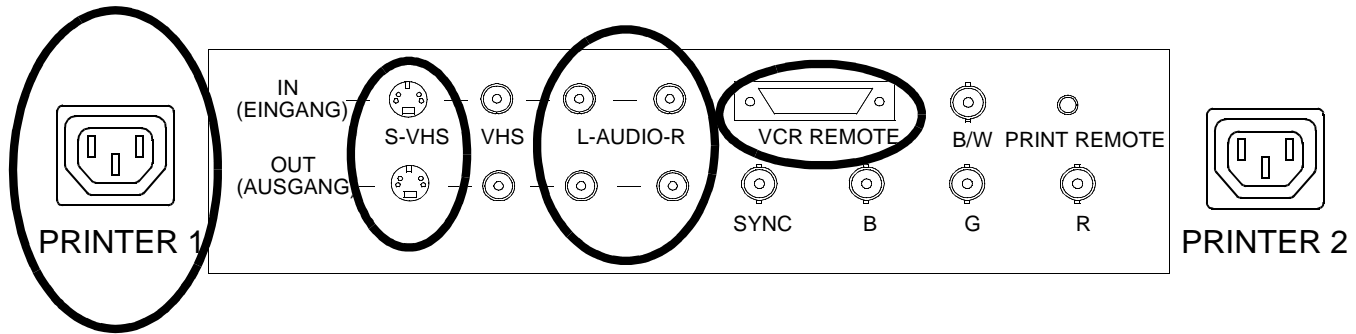 IN
(EINGANG)
S-VHS VHS L-AUDIO-R VCR REMOTE B/W PRINT REMOTE
OUT
(AUSGANG)
SYNC B G R
PRINTER 1 PRINTER 2